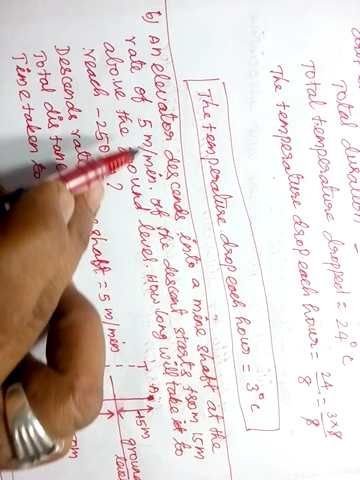 Total duration =
Total temperature dropped = 24°C
The temperature drop each hour = 24/8 = 3×8/8
The temperature drop each hour = 3°C
b) An elevator descends into a mine shaft at the
rate of 5 m/min. If the descent starts from 15m
above the ground level. How long will take it to
reach -250 ?
Descends rate shaft = 5 m/min
Total distan
Time taken to
15m
ground
level